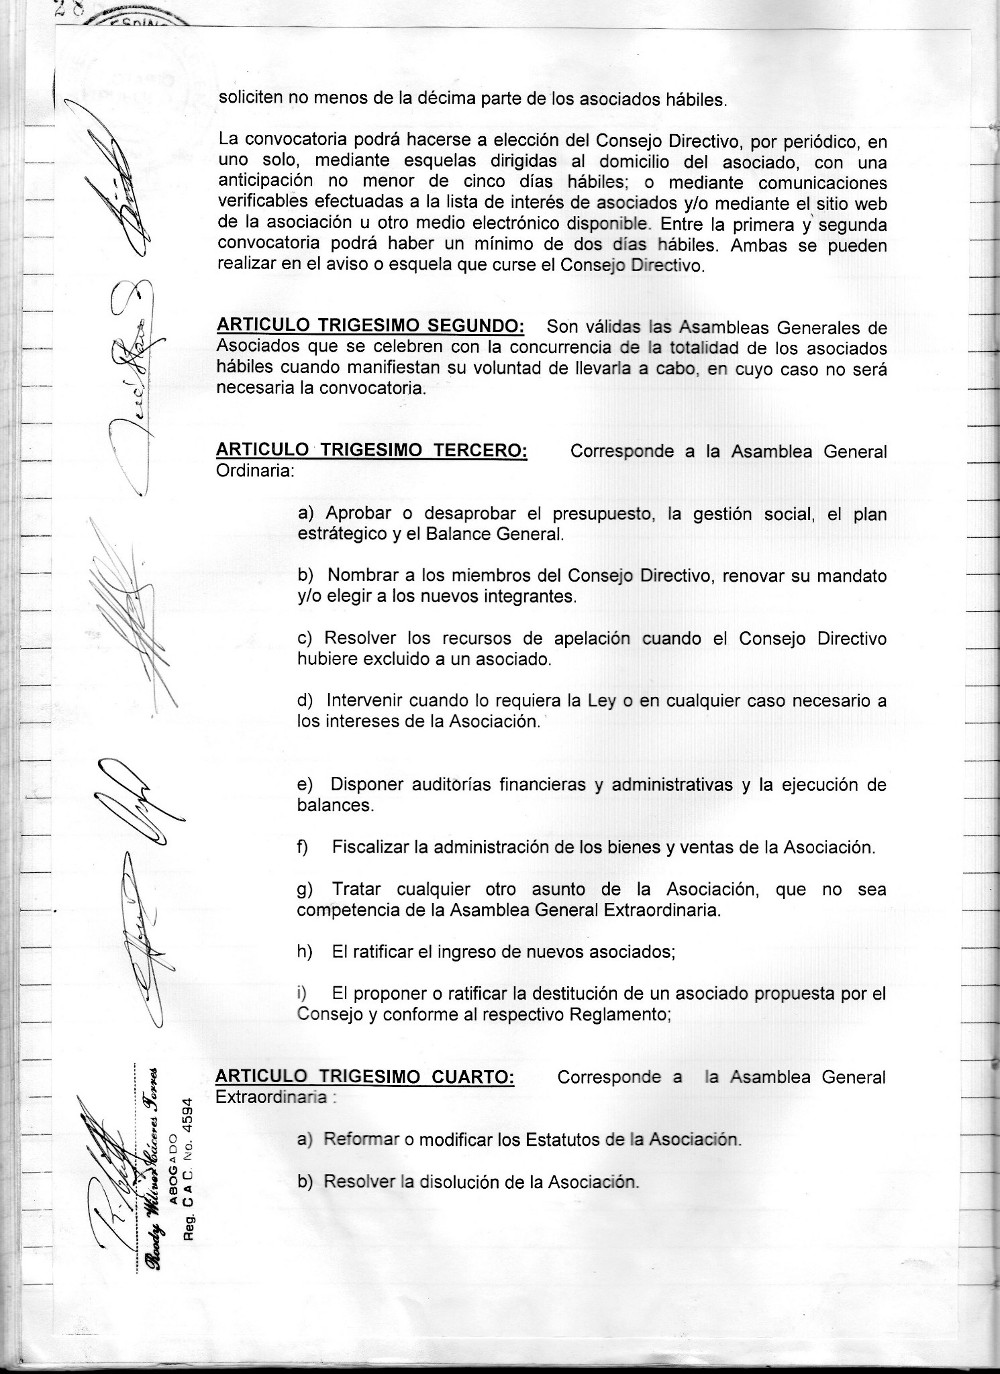 28
ESPINO
soliciten no menos de la décima parte de los asociados hábiles.
La convocatoria podrá hacerse a elección del Consejo Directivo, por periódico, en
uno solo, mediante esquelas dirigidas al domicilio del asociado, con una
anticipación no menor de cinco días hábiles; o mediante comunicaciones
verificables efectuadas a la lista de interés de asociados y/o mediante el sitio web
de la asociación u otro medio electrónico disponible. Entre la primera y segunda
convocatoria podrá haber un mínimo de dos días hábiles. Ambas se pueden
realizar en el aviso o esquela que curse el Consejo Directivo.
ARTICULO TRIGESIMO SEGUNDO: Son válidas las Asambleas Generales de
Asociados que se celebren con la concurrencia de la totalidad de los asociados
hábiles cuando manifiestan su voluntad de llevarla a cabo, en cuyo caso no será
necesaria la convocatoria.
ARTICULO TRIGESIMO TERCERO: Corresponde a la Asamblea General
Ordinaria:
a) Aprobar o desaprobar el presupuesto, la gestión social, el plan
estrátegico y el Balance General.
b) Nombrar a los miembros del Consejo Directivo, renovar su mandato
y/o elegir a los nuevos integrantes.
c) Resolver los recursos de apelación cuando el Consejo Directivo
hubiere excluido a un asociado.
d) Intervenir cuando lo requiera la Ley o en cualquier caso necesario a
los intereses de la Asociación.
e) Disponer auditorías financieras y administrativas y la ejecución de
balances.
f) Fiscalizar la administración de los bienes y ventas de la Asociación.
g) Tratar cualquier otro asunto de la Asociación, que no sea
competencia de la Asamblea General Extraordinaria.
h) El ratificar el ingreso de nuevos asociados;
i) El proponer o ratificar la destitución de un asociado propuesta por el
Consejo y conforme al respectivo Reglamento;
ARTICULO TRIGESIMO CUARTO: Corresponde a la Asamblea General
Extraordinaria :
a) Reformar o modificar los Estatutos de la Asociación.
b) Resolver la disolución de la Asociación.
Roody Wilver Cáceres Torres
ABOGADO
Reg. C A C. No. 4594